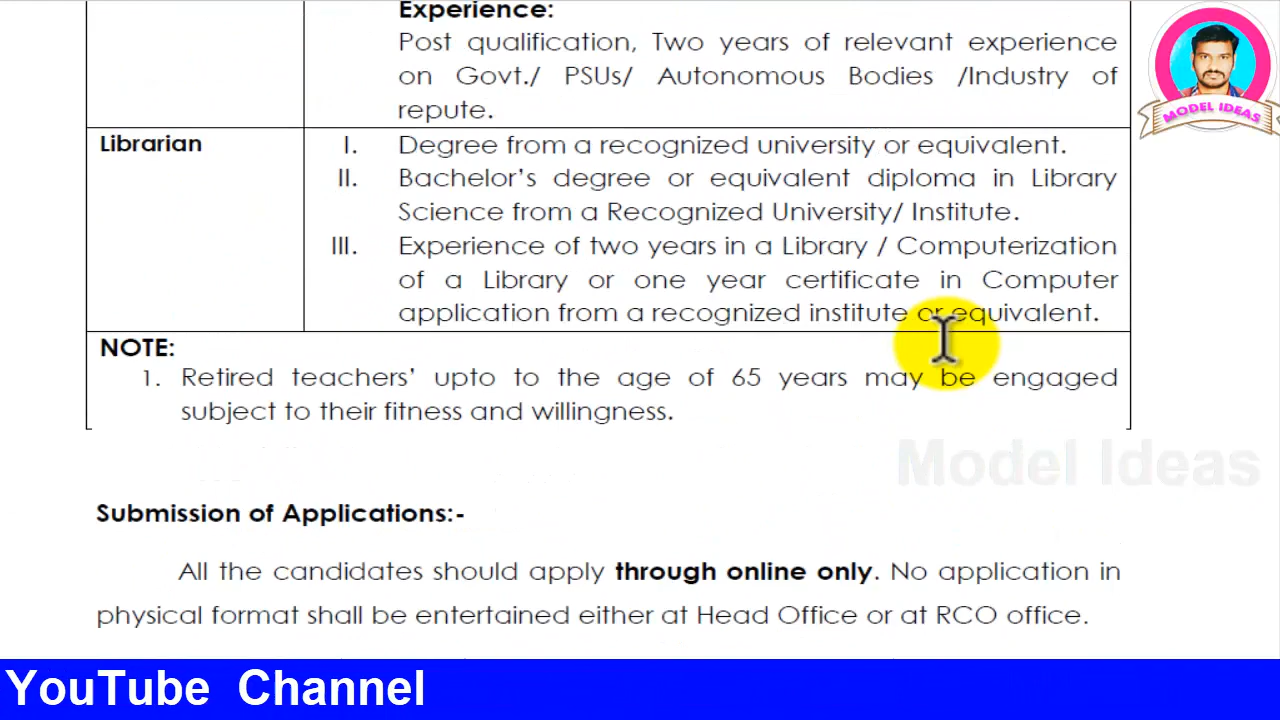 Experience:
Post qualification, Two years of relevant experience
on Govt./ PSUs/ Autonomous Bodies /Industry of
repute.
Librarian
I. Degree from a recognized university or equivalent.
II. Bachelor's degree or equivalent diploma in Library
Science from a Recognized University/ Institute.
III. Experience of two years in a Library / Computerization
of a Library or one year certificate in Computer
application from a recognized institute or equivalent.
NOTE:
1. Retired teachers' upto to the age of 65 years may be engaged
subject to their fitness and willingness.
Submission of Applications:-
All the candidates should apply through online only. No application in
physical format shall be entertained either at Head Office or at RCO office.
MODEL IDEAS
Model Ideas
YouTube Channel